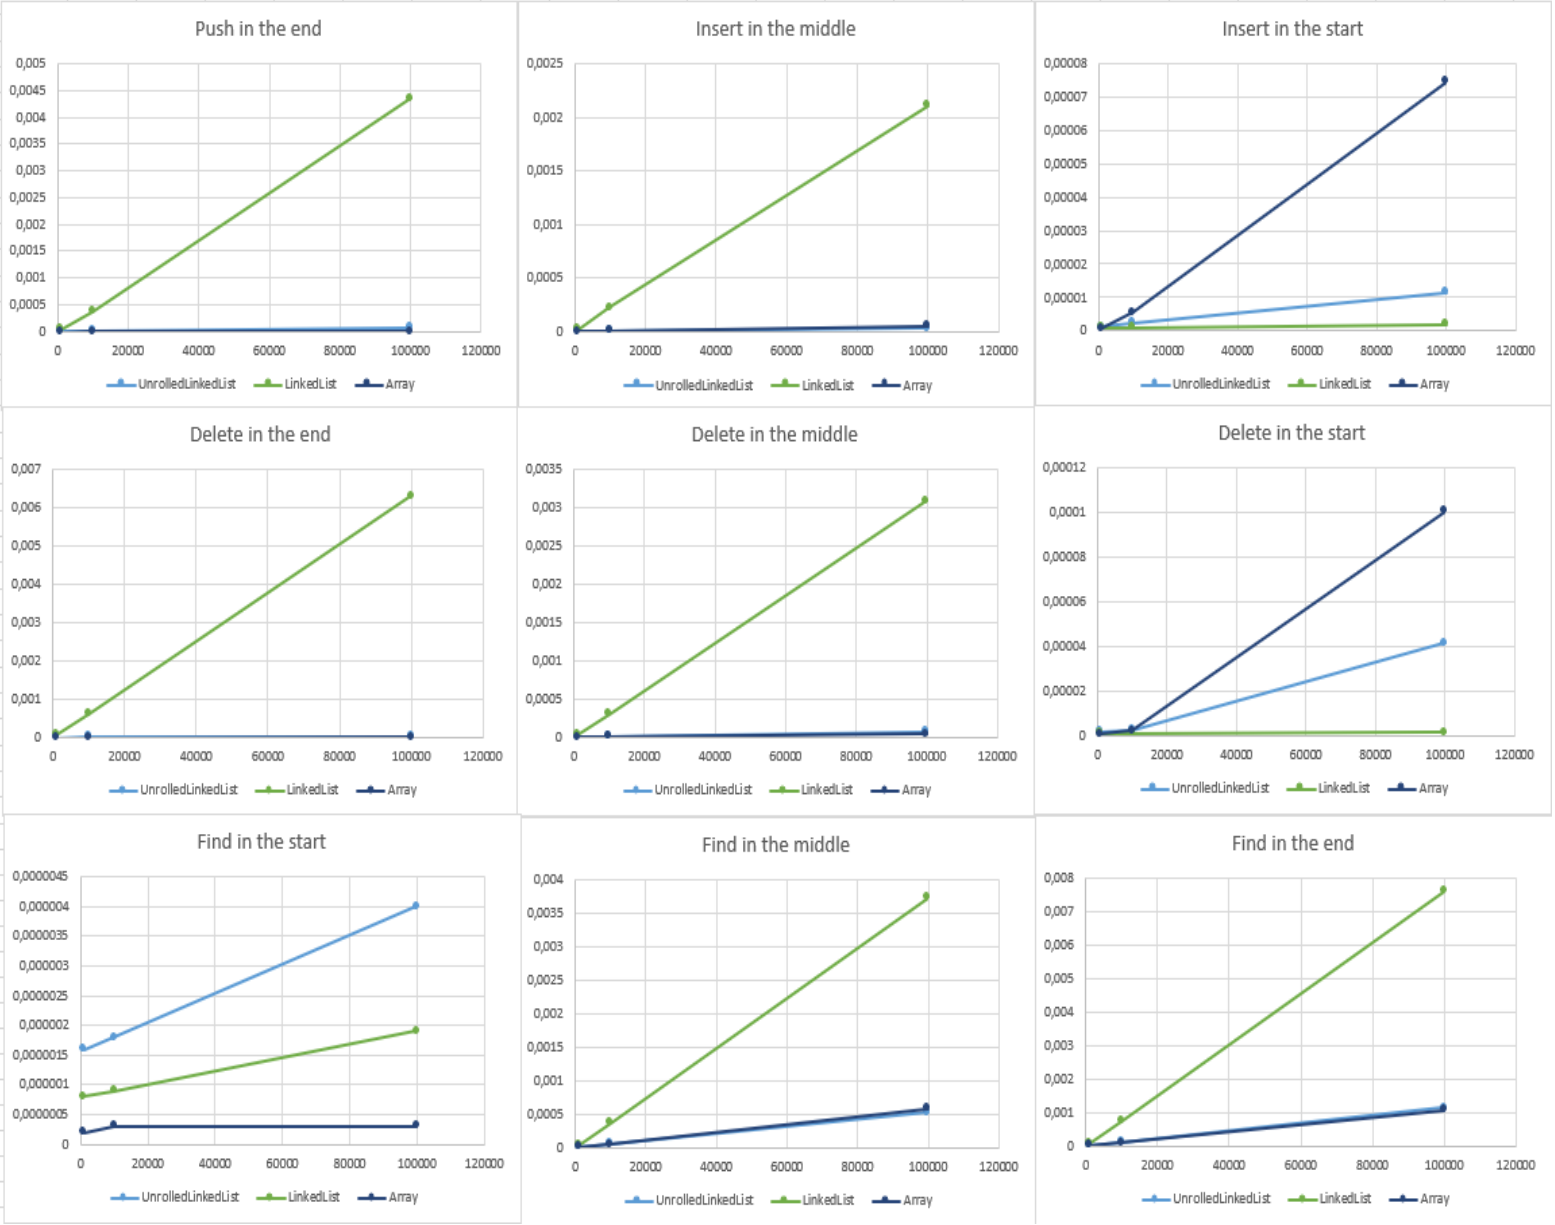 Push in the end
0,005
0,0045
0,004
0,0035
0,003
0,0025
0,002
0,0015
0,001
0,0005
0
0 20000 40000 60000 80000 100000 120000
UnrolledLinkedList LinkedList Array
Insert in the middle
0,0025
0,002
0,0015
0,001
0,0005
0
0 20000 40000 60000 80000 100000 120000
UnrolledLinkedList LinkedList Array
Insert in the start
0,00008
0,00007
0,00006
0,00005
0,00004
0,00003
0,00002
0,00001
0
0 20000 40000 60000 80000 100000 120000
UnrolledLinkedList LinkedList Array
Delete in the end
0,007
0,006
0,005
0,004
0,003
0,002
0,001
0
0 20000 40000 60000 80000 100000 120000
UnrolledLinkedList LinkedList Array
Delete in the middle
0,0035
0,003
0,0025
0,002
0,0015
0,001
0,0005
0
0 20000 40000 60000 80000 100000 120000
UnrolledLinkedList LinkedList Array
Delete in the start
0,00012
0,0001
0,00008
0,00006
0,00004
0,00002
0
0 20000 40000 60000 80000 100000 120000
UnrolledLinkedList LinkedList Array
Find in the start
0,0000045
0,000004
0,0000035
0,000003
0,0000025
0,000002
0,0000015
0,000001
0,0000005
0
0 20000 40000 60000 80000 100000 120000
UnrolledLinkedList LinkedList Array
Find in the middle
0,004
0,0035
0,003
0,0025
0,002
0,0015
0,001
0,0005
0
0 20000 40000 60000 80000 100000 120000
UnrolledLinkedList LinkedList Array
Find in the end
0,008
0,007
0,006
0,005
0,004
0,003
0,002
0,001
0
0 20000 40000 60000 80000 100000 120000
UnrolledLinkedList LinkedList Array